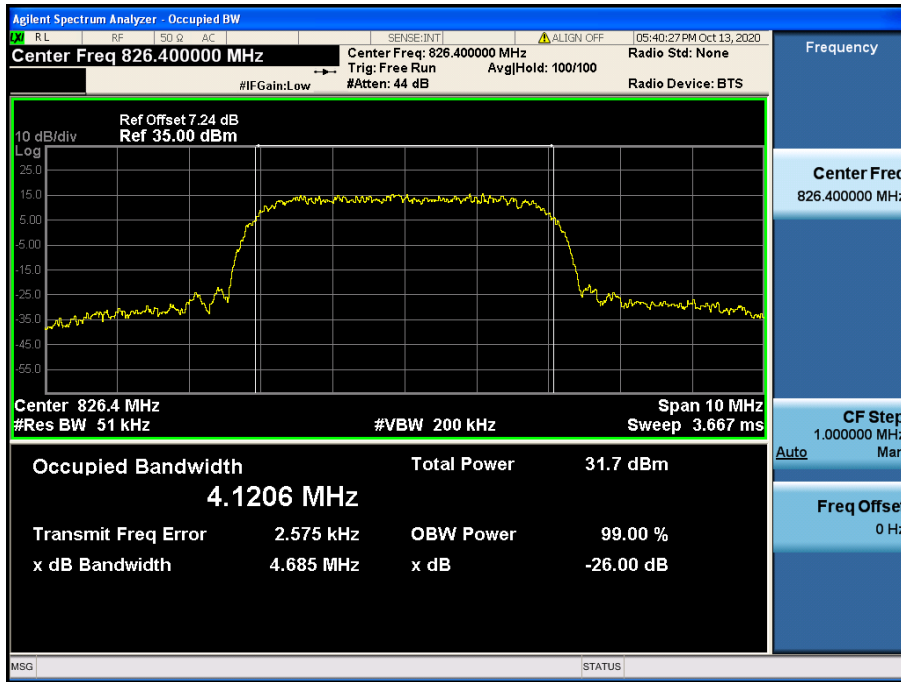 Agilent Spectrum Analyzer - Occupied BW
LXI RL RF 50 Ω AC SENSE:INT ALIGN OFF 05:40:27 PM Oct 13, 2020
Center Freq 826.400000 MHz Center Freq: 826.400000 MHz Radio Std: None
Trig: Free Run Avg|Hold: 100/100
#IFGain:Low #Atten: 44 dB Radio Device: BTS
Frequency
Ref Offset 7.24 dB
10 dB/div Ref 35.00 dBm
Log
25.0
15.0
5.00
-5.00
-15.0
-25.0
-35.0
-45.0
-55.0
Center 826.4 MHz Span 10 MHz
#Res BW 51 kHz #VBW 200 kHz Sweep 3.667 ms
Center Freq
826.400000 MHz
CF Step
1.000000 MHz
Auto Man
Freq Offset
0 Hz
Occupied Bandwidth Total Power 31.7 dBm
4.1206 MHz
Transmit Freq Error 2.575 kHz OBW Power 99.00 %
x dB Bandwidth 4.685 MHz x dB -26.00 dB
MSG STATUS